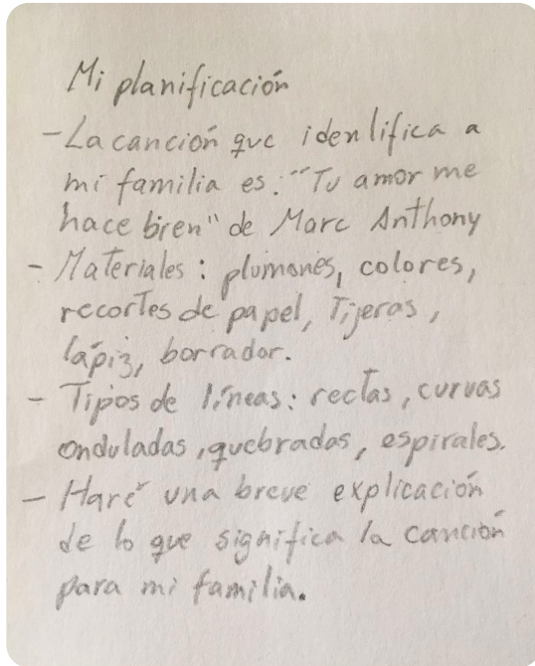 Mi planificación
- La canción que identifica a
mi familia es: "Tu amor me
hace bien" de Marc Anthony
- Materiales: plumones, colores,
recortes de papel, Tijeras,
lápiz, borrador.
- Tipos de líneas: rectas, curvas
onduladas, quebradas, espirales.
- Haré una breve explicación
de lo que significa la canción
para mi familia.